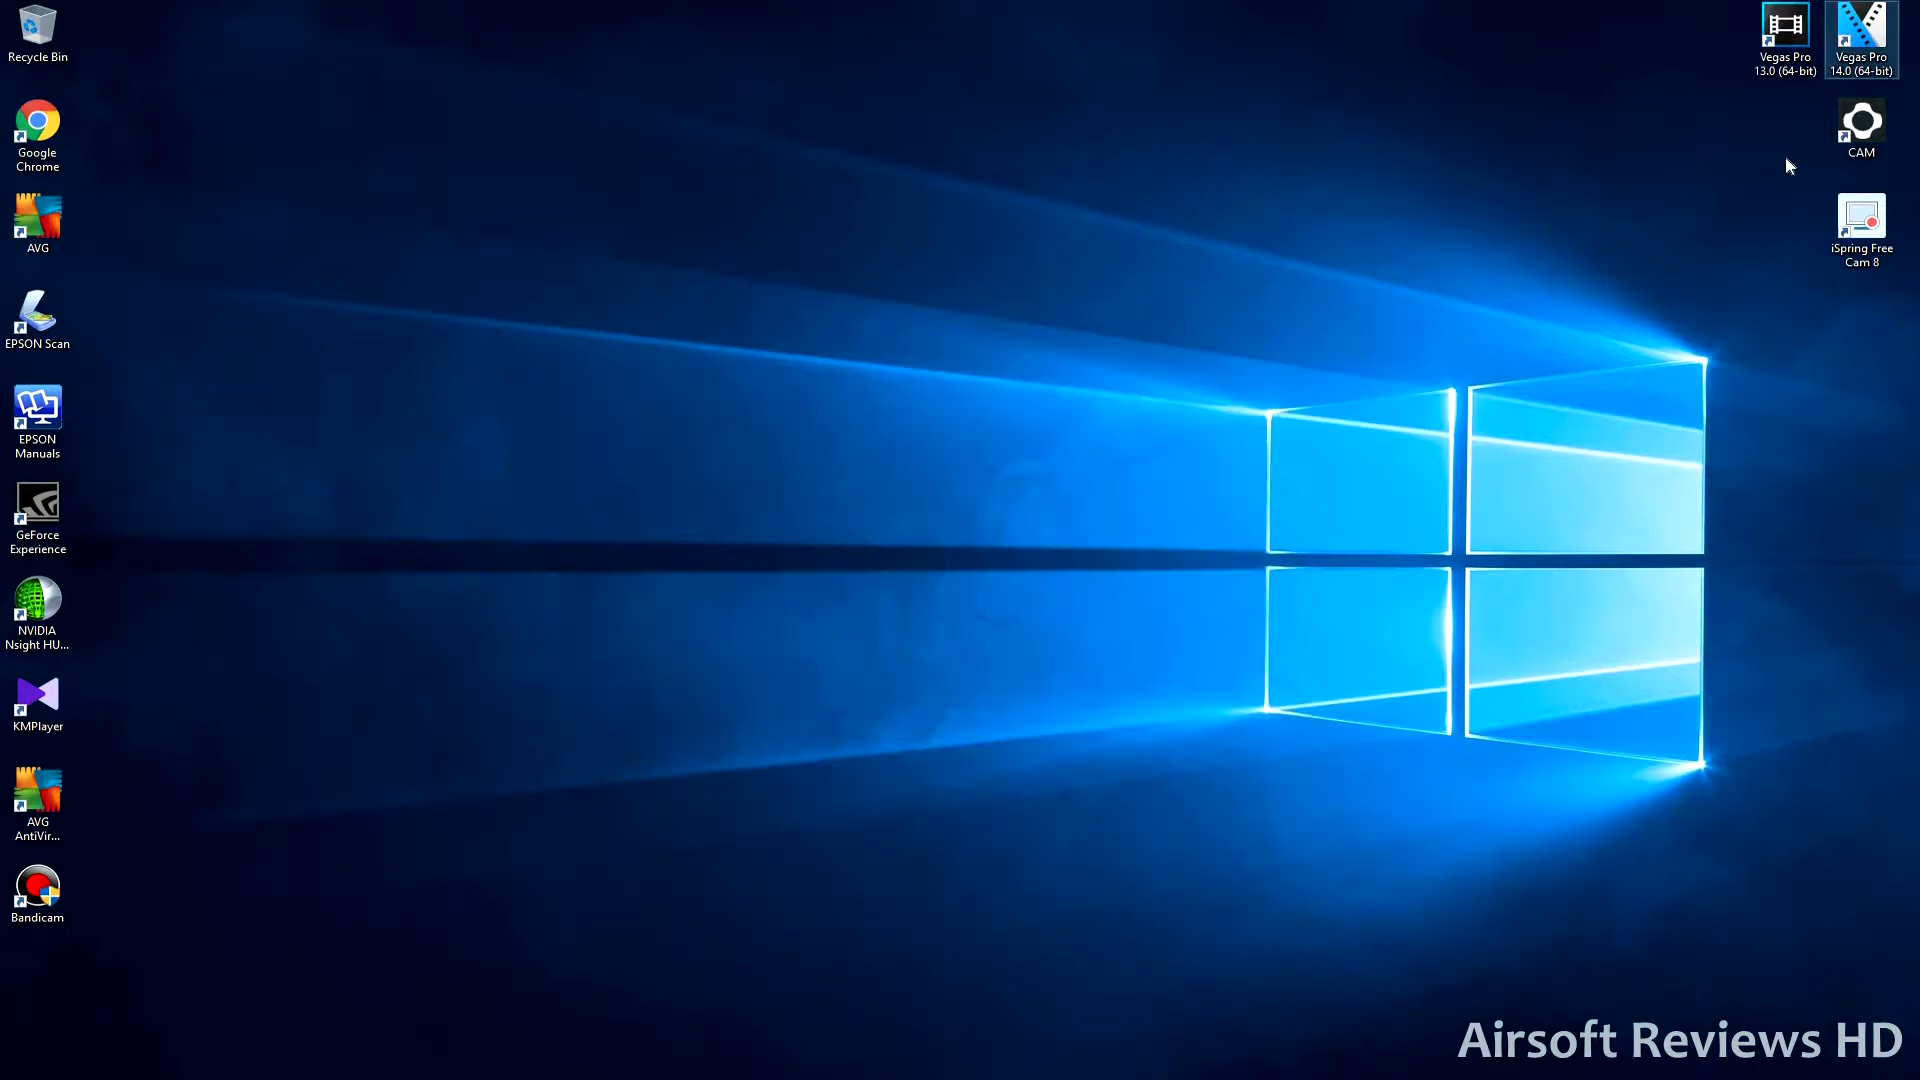 Recycle Bin
Google
Chrome
AVG
EPSON Scan
EPSON
Manuals
GeForce
Experience
NVIDIA
Nsight HU...
KMPlayer
AVG
AntiVir...
Bandicam
Vegas Pro
13.0 (64-bit)
Vegas Pro
14.0 (64-bit)
CAM
iSpring Free
Cam 8
Airsoft Reviews HD